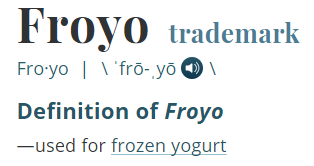 Froyo trademark
Fro·yo | \ ˈfrō-ˌyō \
Definition of Froyo
—used for frozen yogurt